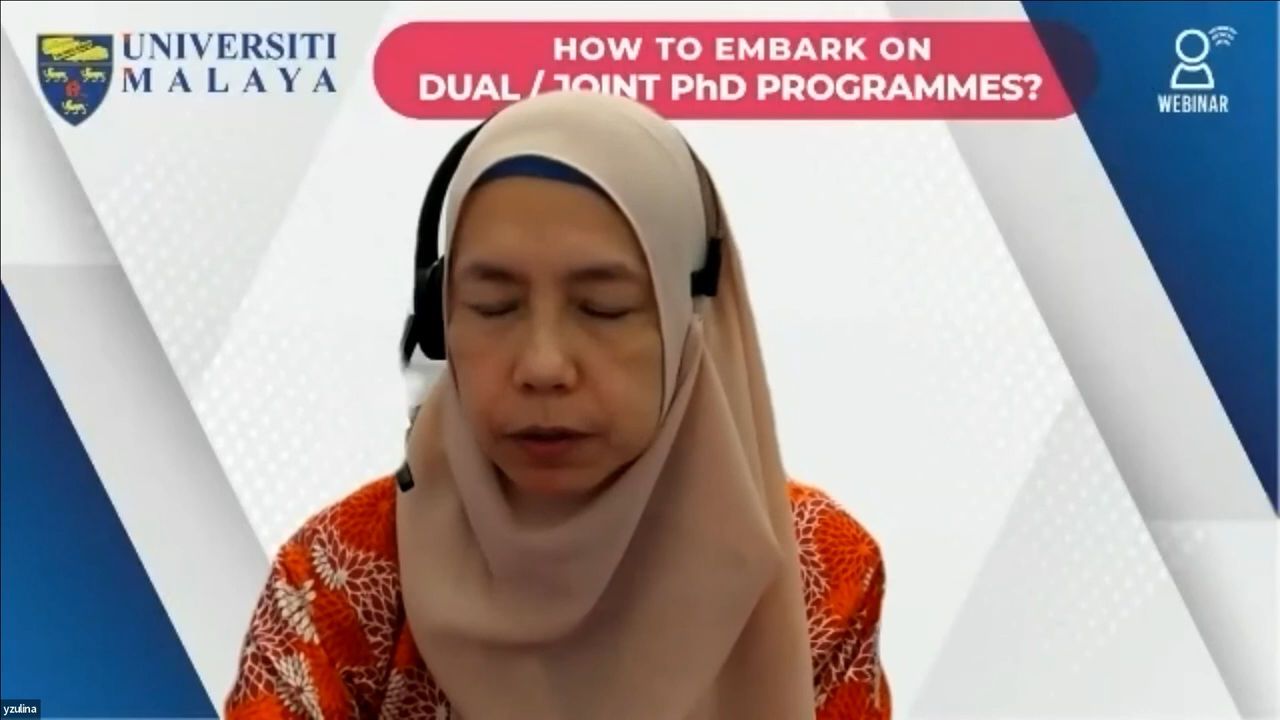 UNIVERSITI
MALAYA
HOW TO EMBARK ON
DUAL / JOINT PhD PROGRAMMES?
WEBINAR
yzulina